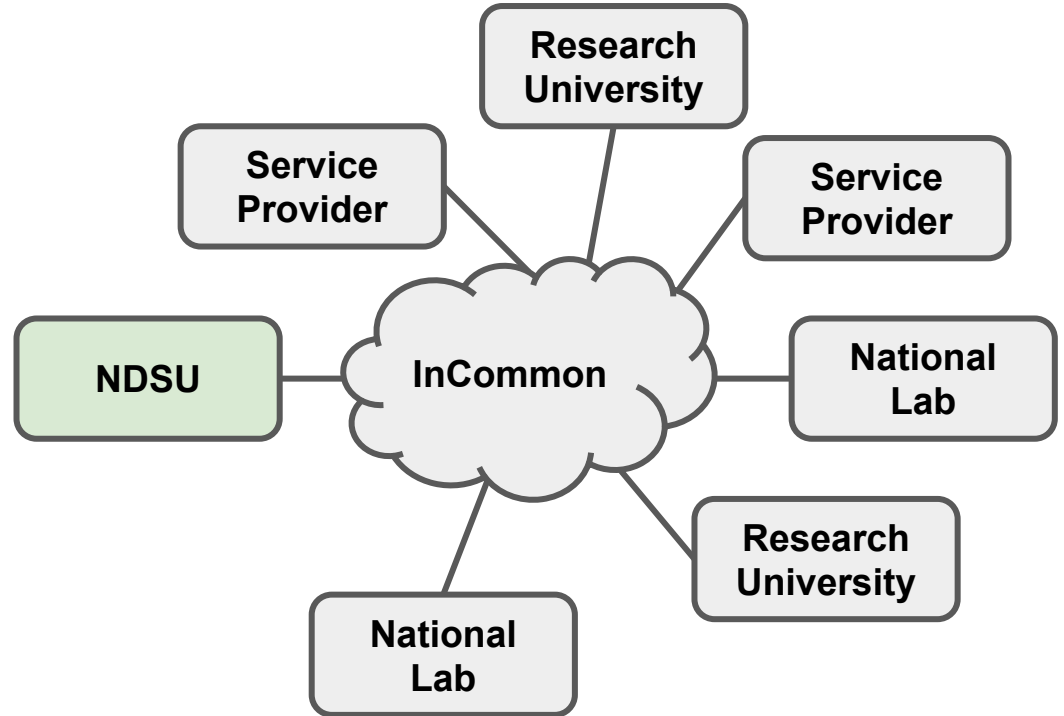 Research
University
Service
Provider
Service
Provider
NDSU
InCommon
National
Lab
Research
University
National
Lab